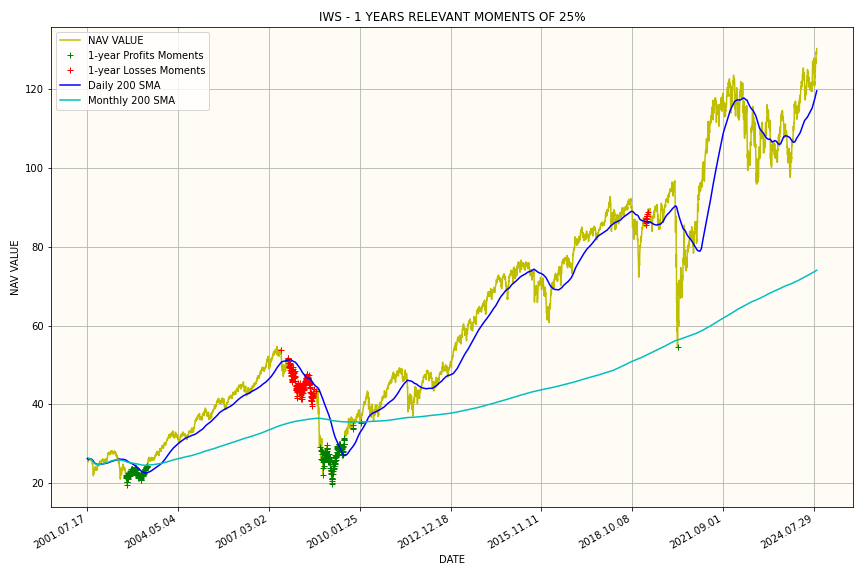 IWS - 1 YEARS RELEVANT MOMENTS OF 25%
NAV VALUE
1-year Profits Moments
1-year Losses Moments
Daily 200 SMA
Monthly 200 SMA
NAV VALUE
120
100
80
60
40
20
2001.07.17
2004.05.04
2007.03.02
2010.01.25
2012.12.18
2015.11.11
2018.10.08
2021.09.01
2024.07.29
DATE